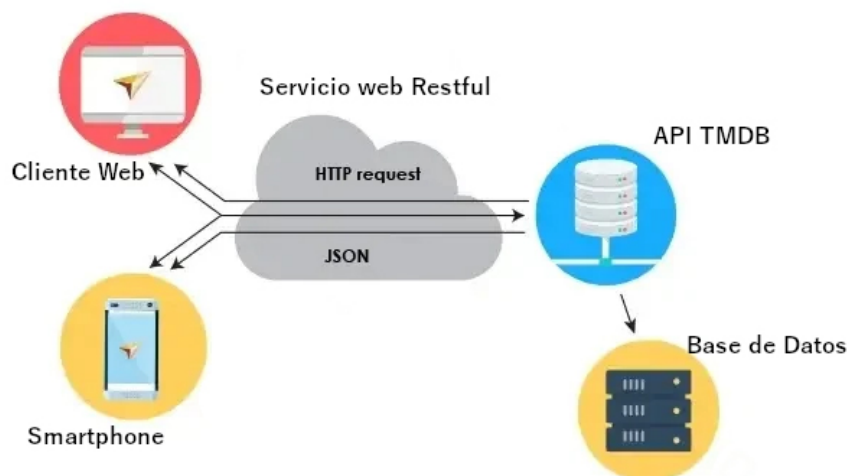 Servicio web Restful
API TMDB
Cliente Web
HTTP request
JSON
Base de Datos
Smartphone